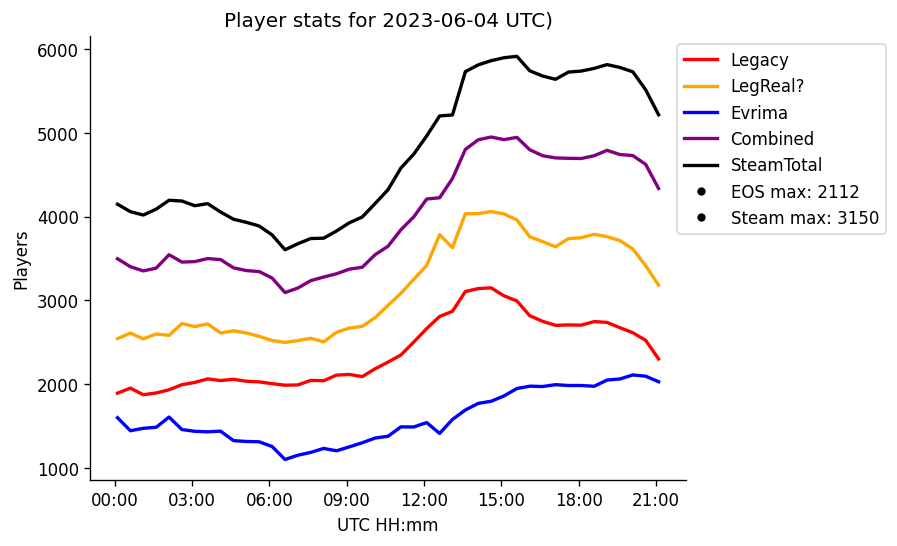 Player stats for 2023-06-04 UTC)
6000
5000
4000
3000
2000
1000
Players
00:00 03:00 06:00 09:00 12:00 15:00 18:00 21:00
UTC HH:mm
Legacy
LegReal?
Evrima
Combined
SteamTotal
EOS max: 2112
Steam max: 3150